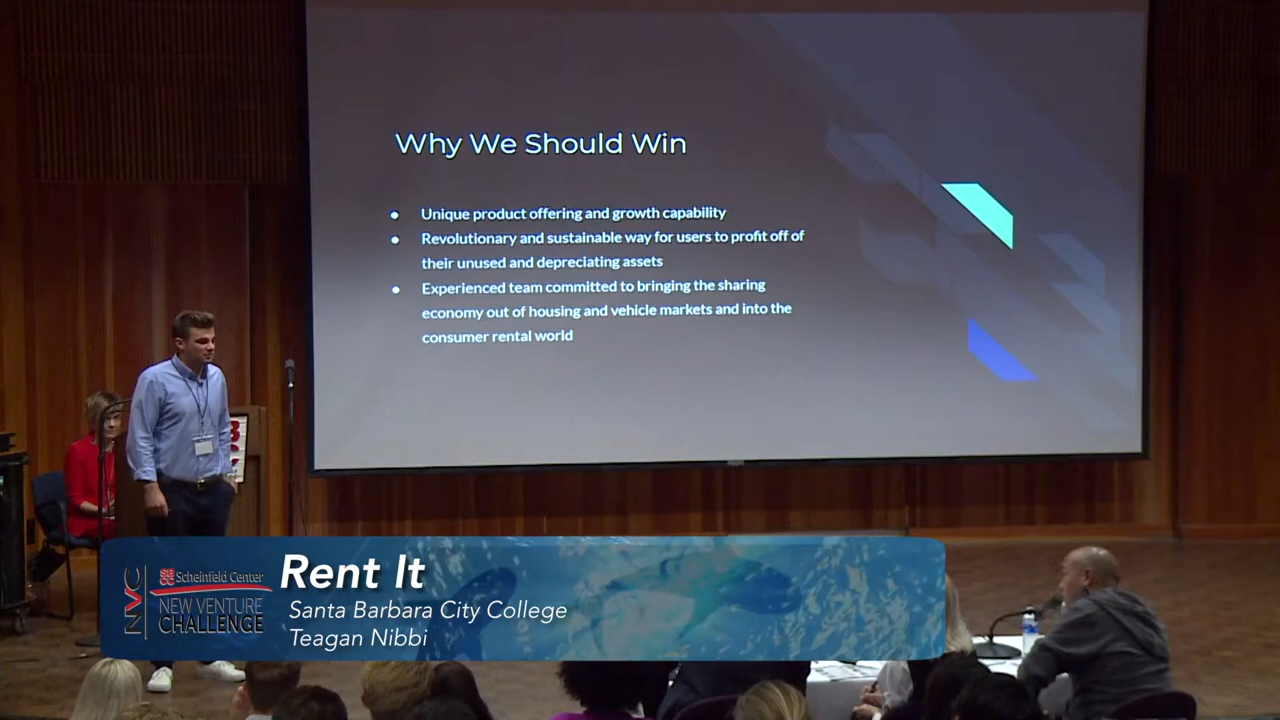 Why We Should Win
● Unique product offering and growth capability
● Revolutionary and sustainable way for users to profit off of
their unused and depreciating assets
● Experienced team committed to bringing the sharing
economy out of housing and vehicle markets and into the
consumer rental world
NVC
SBCC Scheinfeld Center
NEW VENTURE
CHALLENGE
Rent It
Santa Barbara City College
Teagan Nibbi